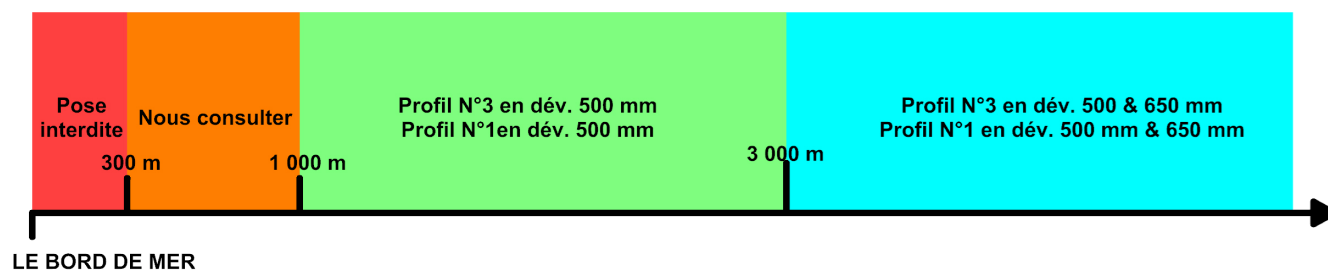 Pose
interdite
Nous consulter
Profil N°3 en dév. 500 mm
Profil N°1en dév. 500 mm
Profil N°3 en dév. 500 & 650 mm
Profil N°1 en dév. 500 mm & 650 mm
300 m
1 000 m
3 000 m
LE BORD DE MER